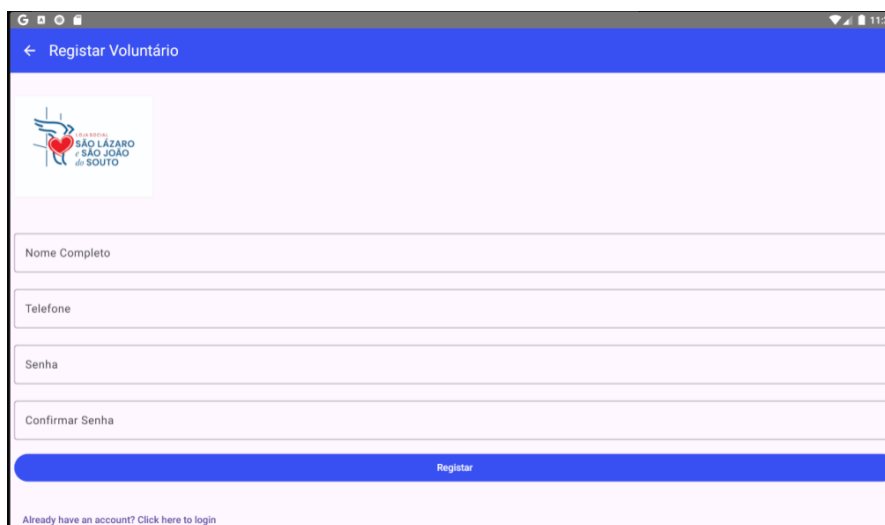 11:
Registar Voluntário
LOJA SOCIAL
SÃO LÁZARO
e SÃO JOÃO
do SOUTO
Nome Completo
Telefone
Senha
Confirmar Senha
Registar
Already have an account? Click here to login